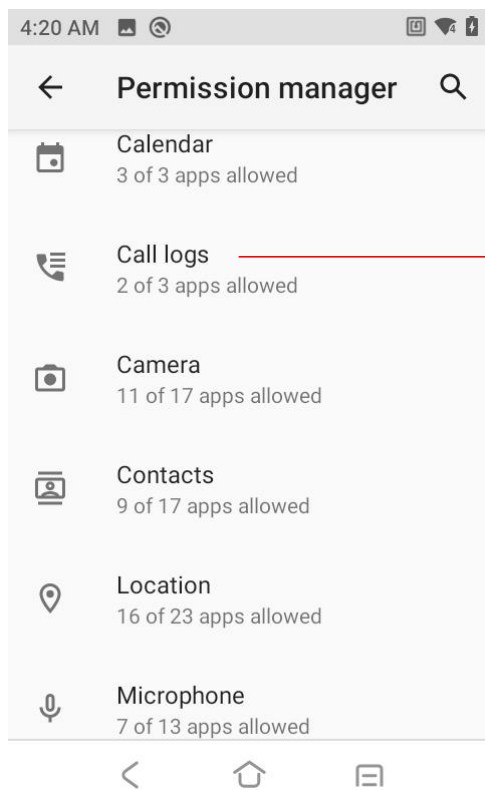 4:20 AM
Permission manager
Calendar
3 of 3 apps allowed
Call logs
2 of 3 apps allowed
Camera
11 of 17 apps allowed
Contacts
9 of 17 apps allowed
Location
16 of 23 apps allowed
Microphone
7 of 13 apps allowed